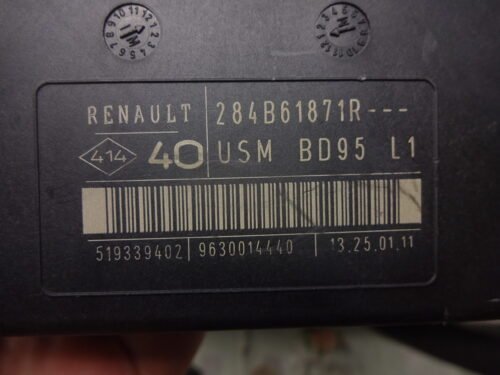 RENAULT 284B61871R---
414 40 USM BD95 L1
519339402 9630014440 13.25.01.11